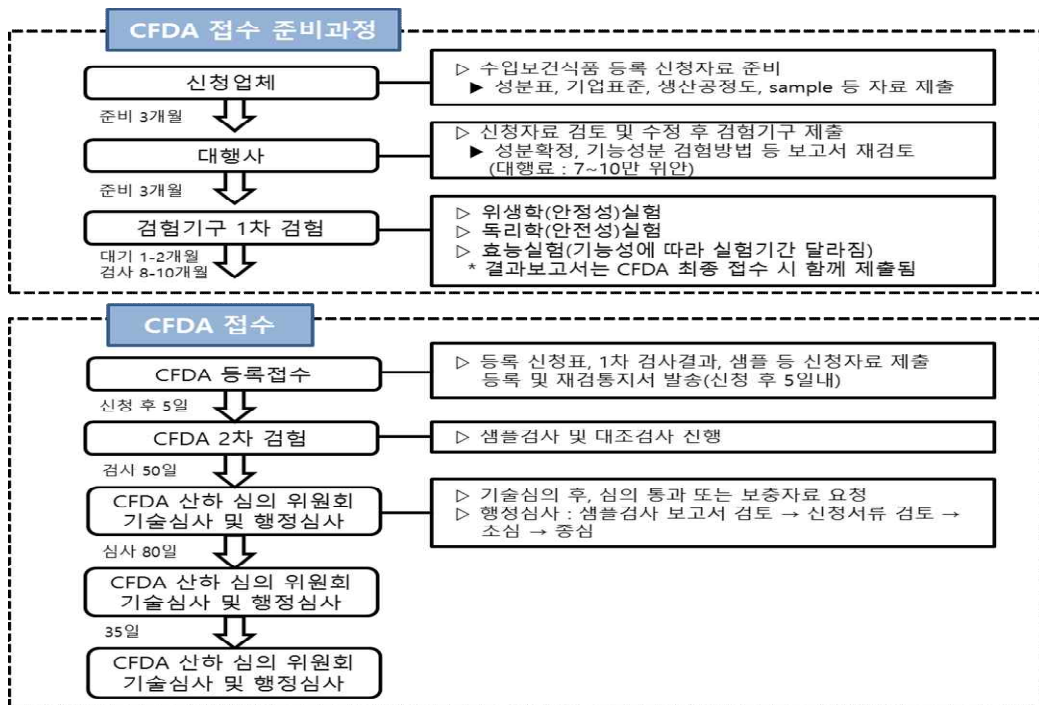 CFDA 접수 준비과정
신청업체
▷ 수입보건식품 등록 신청자료 준비
▶ 성분표, 기업표준, 생산공정도, sample 등 자료 제출
준비 3개월
대행사
▷ 신청자료 검토 및 수정 후 검험기구 제출
▶ 성분확정, 기능성분 검험방법 등 보고서 재검토
(대행료 : 7~10만 위안)
준비 3개월
검험기구 1차 검험
▷ 위생학(안정성)실험
▷ 독리학(안전성)실험
▷ 효능실험(기능성에 따라 실험기간 달라짐)
* 결과보고서는 CFDA 최종 접수 시 함께 제출됨
대기 1-2개월
검사 8-10개월
CFDA 접수
CFDA 등록접수
▷ 등록 신청표, 1차 검사결과, 샘플 등 신청자료 제출
등록 및 재검통지서 발송(신청 후 5일내)
신청 후 5일
CFDA 2차 검험
▷ 샘플검사 및 대조검사 진행
검사 50일
CFDA 산하 심의 위원회
기술심사 및 행정심사
▷ 기술심의 후, 심의 통과 또는 보충자료 요청
▷ 행정심사 : 샘플검사 보고서 검토 → 신청서류 검토 →
소심 → 종심
심사 80일
CFDA 산하 심의 위원회
기술심사 및 행정심사
35일
CFDA 산하 심의 위원회
기술심사 및 행정심사